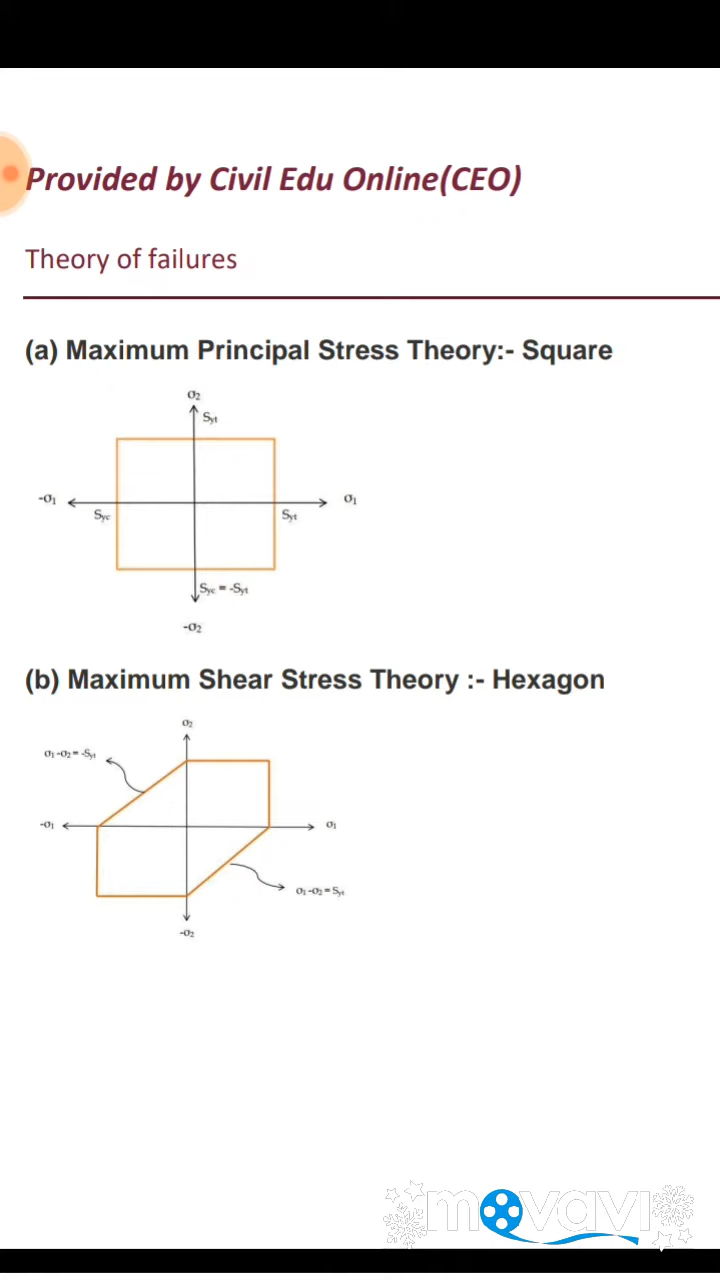 Provided by Civil Edu Online(CEO)
Theory of failures
(a) Maximum Principal Stress Theory:- Square
σ₂
Syt
-σ₁
σ₁
Syc
Syt
Syc = -Syt
-σ₂
(b) Maximum Shear Stress Theory :- Hexagon
σ₂
σ₁ -σ₂ = -Syt
-σ₁
σ₁
σ₁ -σ₂ = Syt
-σ₂
movavi